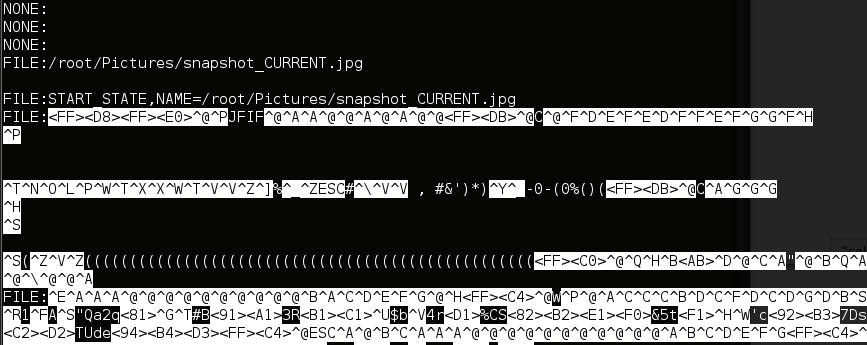 NONE:
NONE:
NONE:
FILE:/root/Pictures/snapshot_CURRENT.jpg
FILE:START_STATE,NAME=/root/Pictures/snapshot_CURRENT.jpg
FILE:<FF><D8><FF><E0>^@^PJFIF^@^A^A^@^@^A^@^A^@^@<FF><DB>^@C^@^F^D^E^F^E^D^F^F^E^F^G^G^F^H
^P
^T^N^O^L^P^W^T^X^X^W^T^V^V^Z^]%^_^ZESC#^\^V^V , #&')*)^Y^_-0-(0%()(<FF><DB>^@C^A^G^G^G
^H
^S
^S(^Z^V^Z((((((((((((((((((((((((((((((((((((((((((((((((((<FF><C0>^@^Q^H^B<AB>^D^@^C^A"^@^B^Q^A
^@^\^@^@^A
FILE:^E^A^A^A^@^@^@^@^@^@^@^@^B^A^C^D^E^F^G^@^H<FF><C4>^@W^P^@^A^C^C^C^B^D^C^F^D^C^D^G^D^B^S
^R1^FA^S"Qa2q<81>^G^T#B<91><A1>3R<B1><C1>^U$b^V4r<D1>%CS<82><B2><E1><F0>&5t<F1>^H^W'c<92><B3>7Ds
<C2><D2>TUde<94><B4><D3><FF><C4>^@ESC^A^@^B^C^A^A^A^@^@^@^@^@^@^@^@^@^@^@^@^A^B^C^D^E^F^G<FF><C4>^